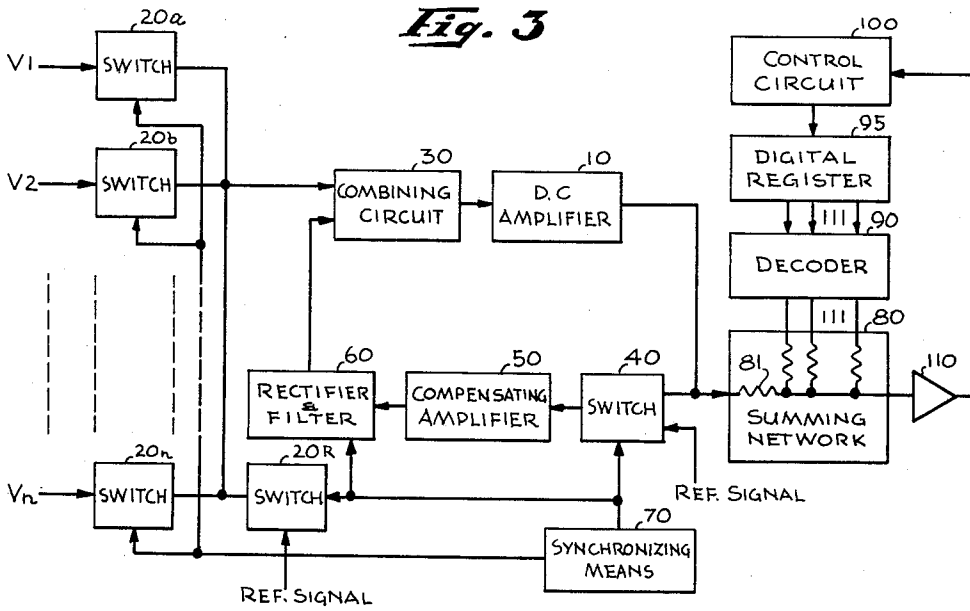 Fig. 3
20a
V1
SWITCH
20b
V2
SWITCH
30
COMBINING
CIRCUIT
10
D.C
AMPLIFIER
100
CONTROL
CIRCUIT
95
DIGITAL
REGISTER
90
DECODER
80
81
SUMMING
NETWORK
110
60
RECTIFIER
&
FILTER
50
COMPENSATING
AMPLIFIER
40
SWITCH
REF. SIGNAL
20n
Vn
SWITCH
20R
SWITCH
REF. SIGNAL
70
SYNCHRONIZING
MEANS